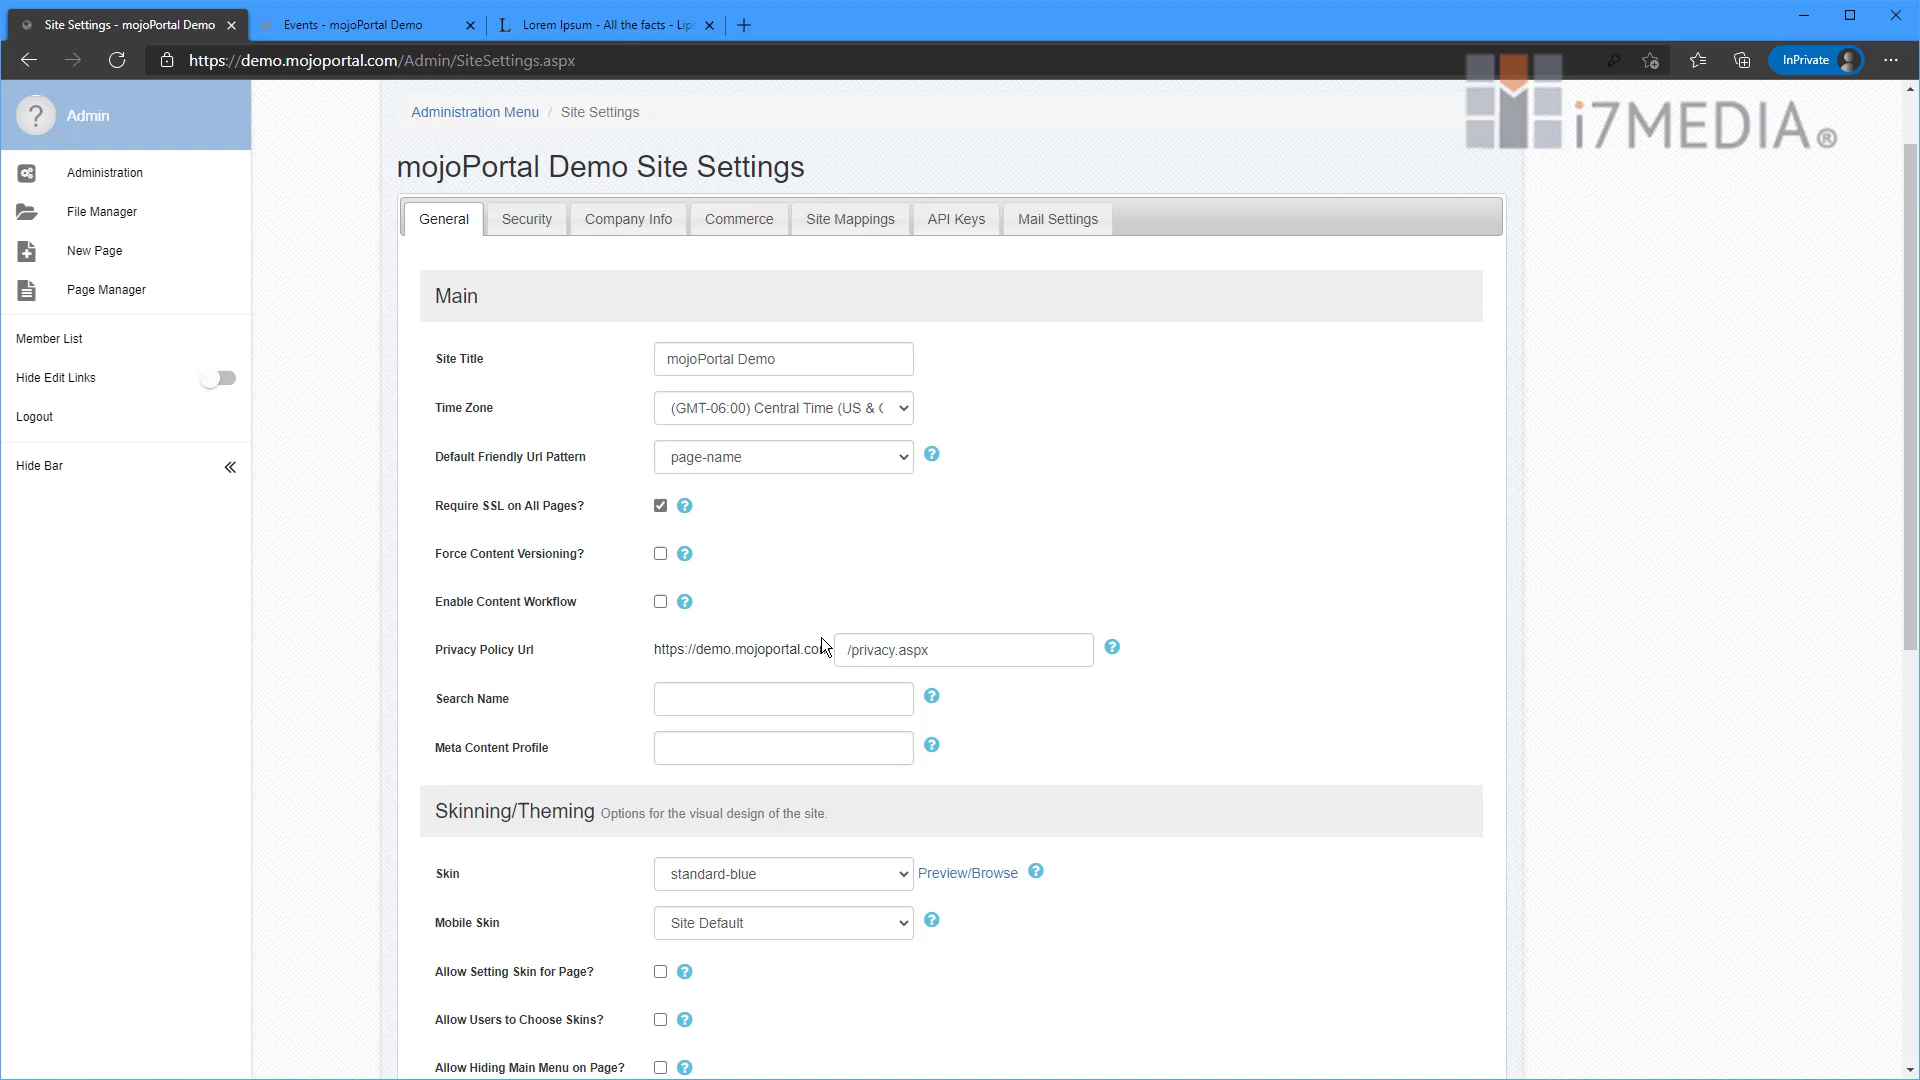 Site Settings - mojoPortal Demo
Events - mojoPortal Demo
Lorem Ipsum - All the facts - Lip
https://demo.mojoportal.com/Admin/SiteSettings.aspx
InPrivate
i7MEDIA®
Admin
Administration
File Manager
New Page
Page Manager
Member List
Hide Edit Links
Logout
Hide Bar
Administration Menu / Site Settings
mojoPortal Demo Site Settings
General
Security
Company Info
Commerce
Site Mappings
API Keys
Mail Settings
Main
Site Title
mojoPortal Demo
Time Zone
(GMT-06:00) Central Time (US & C
Default Friendly Url Pattern
page-name
Require SSL on All Pages?
Force Content Versioning?
Enable Content Workflow
Privacy Policy Url
https://demo.mojoportal.com
/privacy.aspx
Search Name
Meta Content Profile
Skinning/Theming Options for the visual design of the site.
Skin
standard-blue
Preview/Browse
Mobile Skin
Site Default
Allow Setting Skin for Page?
Allow Users to Choose Skins?
Allow Hiding Main Menu on Page?